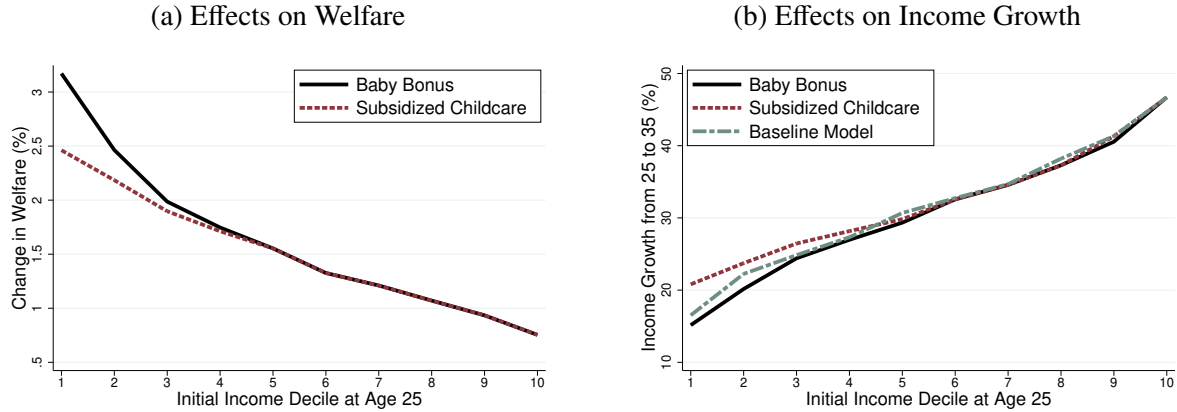 (a) Effects on Welfare
Change in Welfare (%)
3
2.5
2
1.5
1
.5
Baby Bonus
Subsidized Childcare
1 2 3 4 5 6 7 8 9 10
Initial Income Decile at Age 25
(b) Effects on Income Growth
Income Growth from 25 to 35 (%)
50
40
30
20
10
Baby Bonus
Subsidized Childcare
Baseline Model
1 2 3 4 5 6 7 8 9 10
Initial Income Decile at Age 25